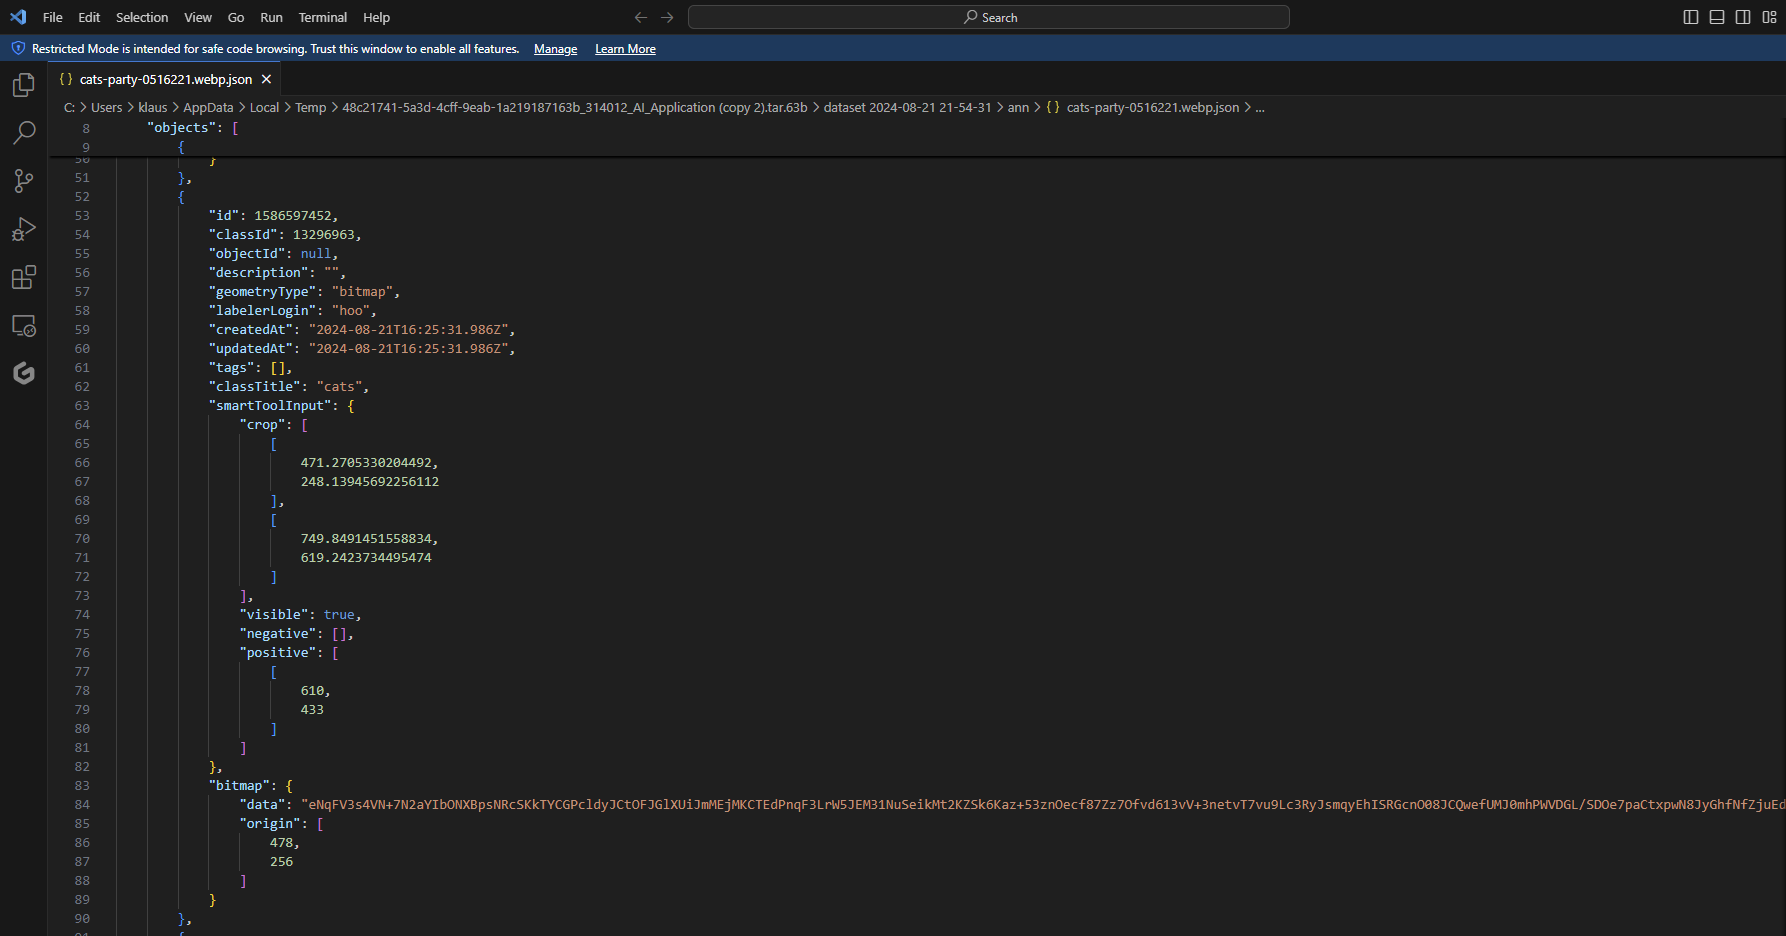 File Edit Selection View Go Run Terminal Help
Search
Restricted Mode is intended for safe code browsing. Trust this window to enable all features. Manage Learn More
{} cats-party-0516221.webp.json ×
C: > Users > klaus > AppData > Local > Temp > 48c21741-5a3d-4cff-9eab-1a219187163b_314012_AI_Application (copy 2).tar.63b > dataset 2024-08-21 21-54-31 > ann > {} cats-party-0516221.webp.json > ...
8 "objects": [
9 {
50 }
51 },
52 {
53 "id": 1586597452,
54 "classId": 13296963,
55 "objectId": null,
56 "description": "",
57 "geometryType": "bitmap",
58 "labelerLogin": "hoo",
59 "createdAt": "2024-08-21T16:25:31.986Z",
60 "updatedAt": "2024-08-21T16:25:31.986Z",
61 "tags": [],
62 "classTitle": "cats",
63 "smartToolInput": {
64 "crop": [
65 [
66 471.2705330204492,
67 248.13945692256112
68 ],
69 [
70 749.8491451558834,
71 619.2423734495474
72 ]
73 ],
74 "visible": true,
75 "negative": [],
76 "positive": [
77 [
78 610,
79 433
80 ]
81 ]
82 },
83 "bitmap": {
84 "data": "eNqFV3s4VN+7N2aYIbONXBpsNRcSKkTYCGPcldyJCtOFJGlXUiJmMEjMKCTEdPnqF3LrW5JEM31NuSeikMt2KZSk6Kaz+53znOecf87Zz7Ofvd613vV+3netvT7vu9Lc3RyJsmqyEhISRGcnO08JCQwefUMJ0mhPWVDGL/SDOe7paCtxpwN8JyGhfNfZjuEd
85 "origin": [
86 478,
87 256
88 ]
89 }
90 },